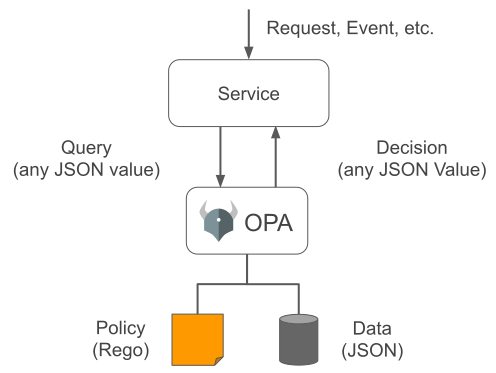 Request, Event, etc.
Service
Query
(any JSON value)
Decision
(any JSON Value)
OPA
Policy
(Rego)
Data
(JSON)